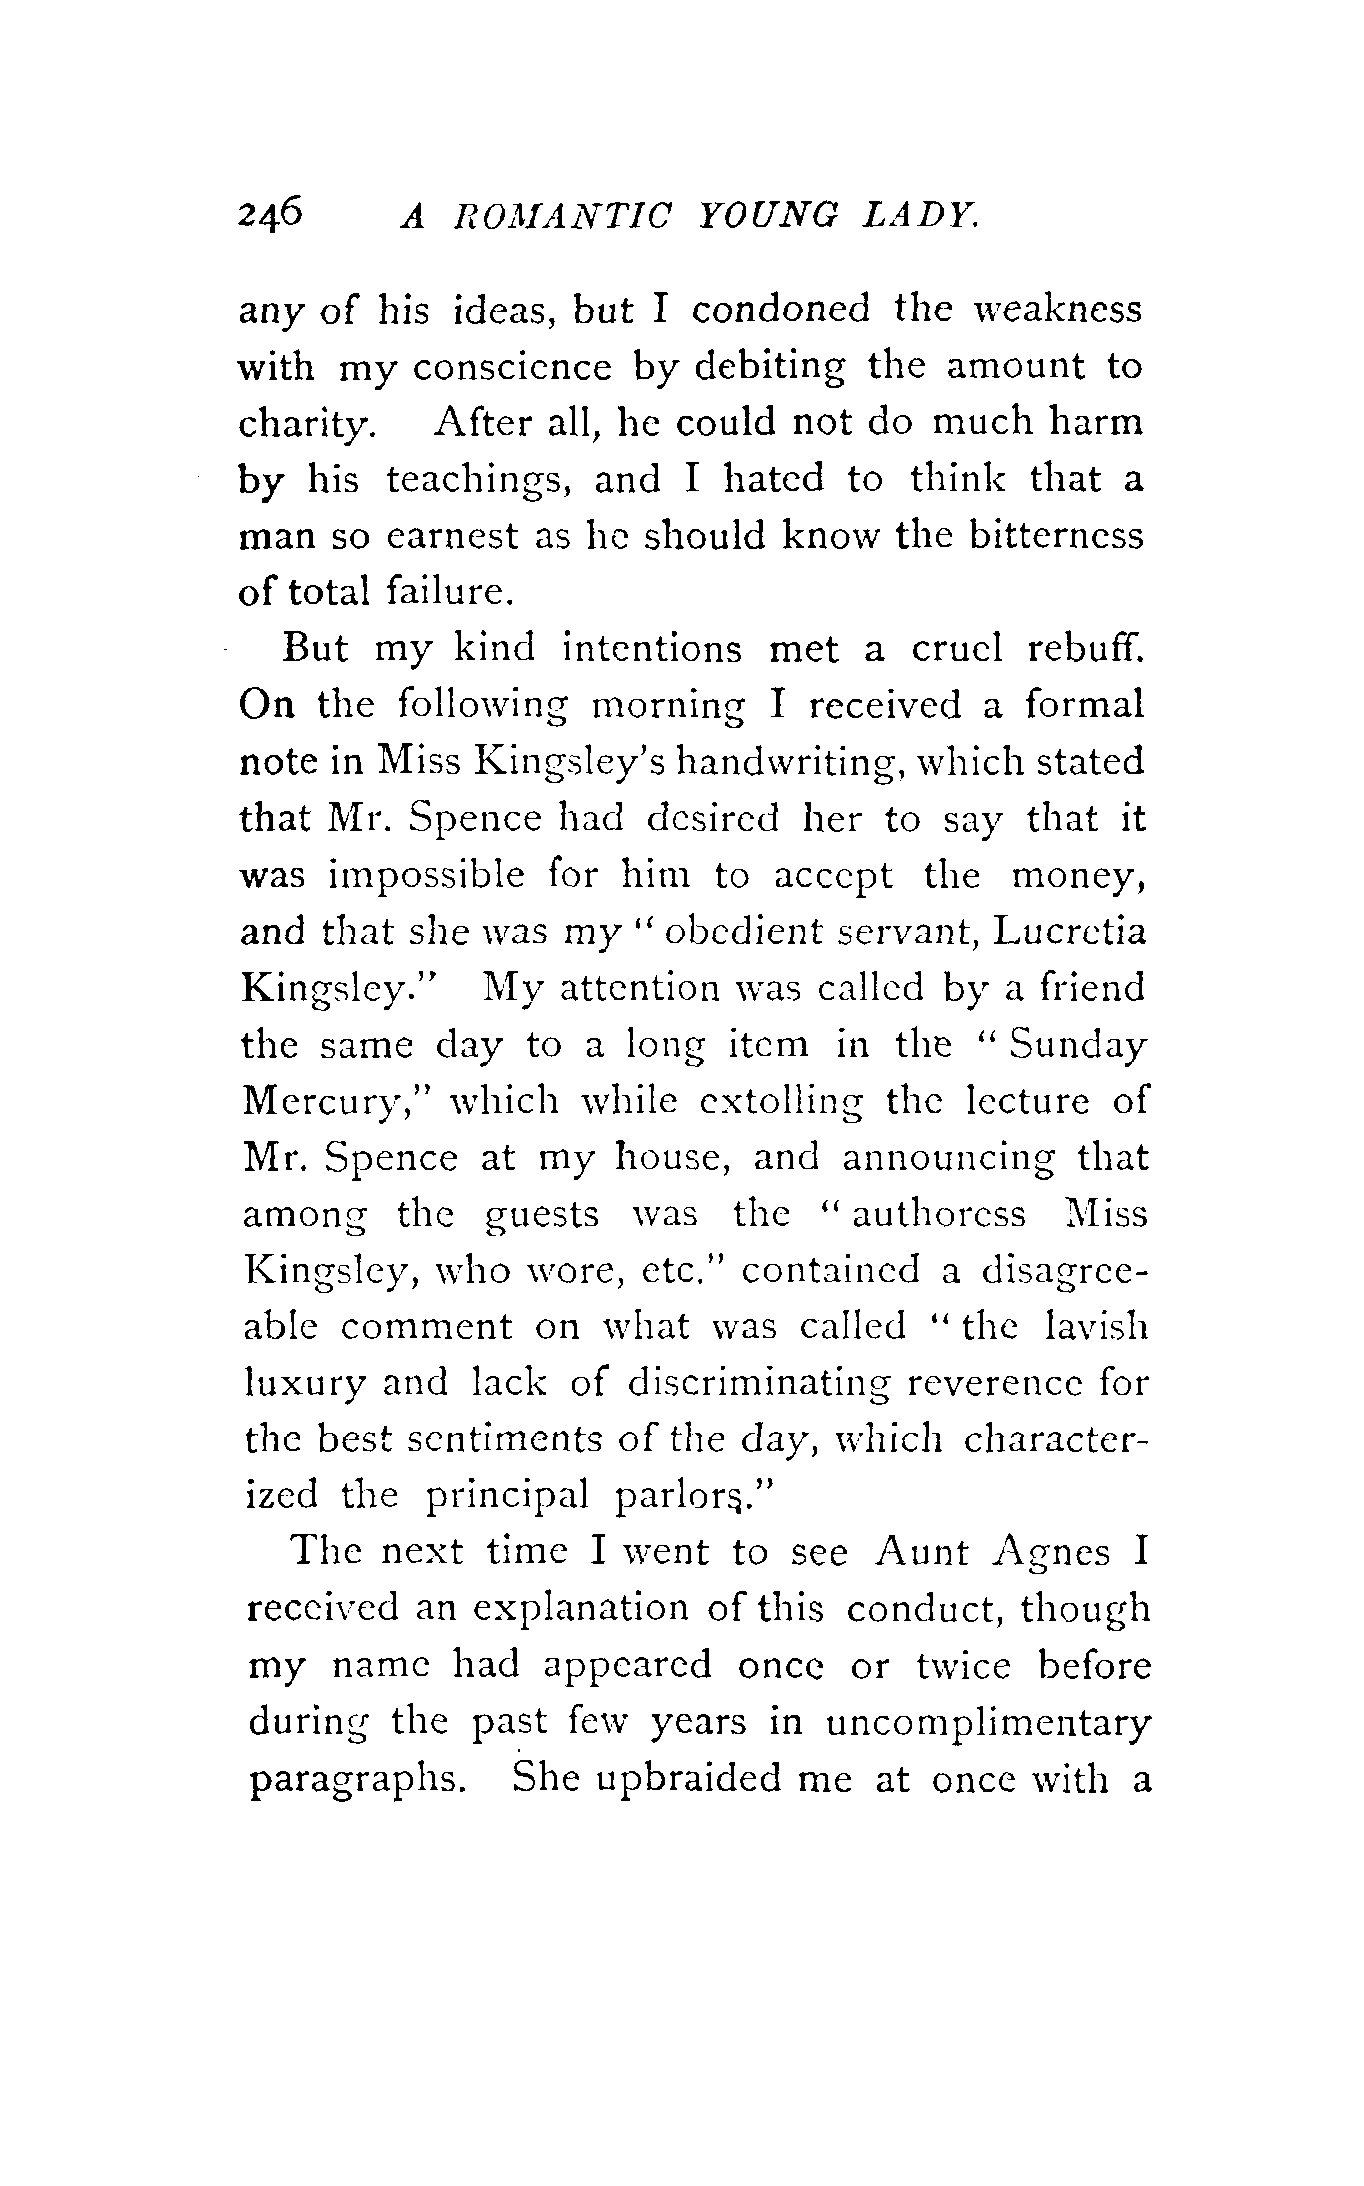 246 A ROMANTIC YOUNG LADY.
any of his ideas, but I condoned the weakness
with my conscience by debiting the amount to
charity. After all, he could not do much harm
by his teachings, and I hated to think that a
man so earnest as he should know the bitterness
of total failure.
But my kind intentions met a cruel rebuff.
On the following morning I received a formal
note in Miss Kingsley's handwriting, which stated
that Mr. Spence had desired her to say that it
was impossible for him to accept the money,
and that she was my " obedient servant, Lucretia
Kingsley." My attention was called by a friend
the same day to a long item in the " Sunday
Mercury," which while extolling the lecture of
Mr. Spence at my house, and announcing that
among the guests was the " authoress Miss
Kingsley, who wore, etc." contained a disagree-
able comment on what was called " the lavish
luxury and lack of discriminating reverence for
the best sentiments of the day, which character-
ized the principal parlors."
The next time I went to see Aunt Agnes I
received an explanation of this conduct, though
my name had appeared once or twice before
during the past few years in uncomplimentary
paragraphs. She upbraided me at once with a